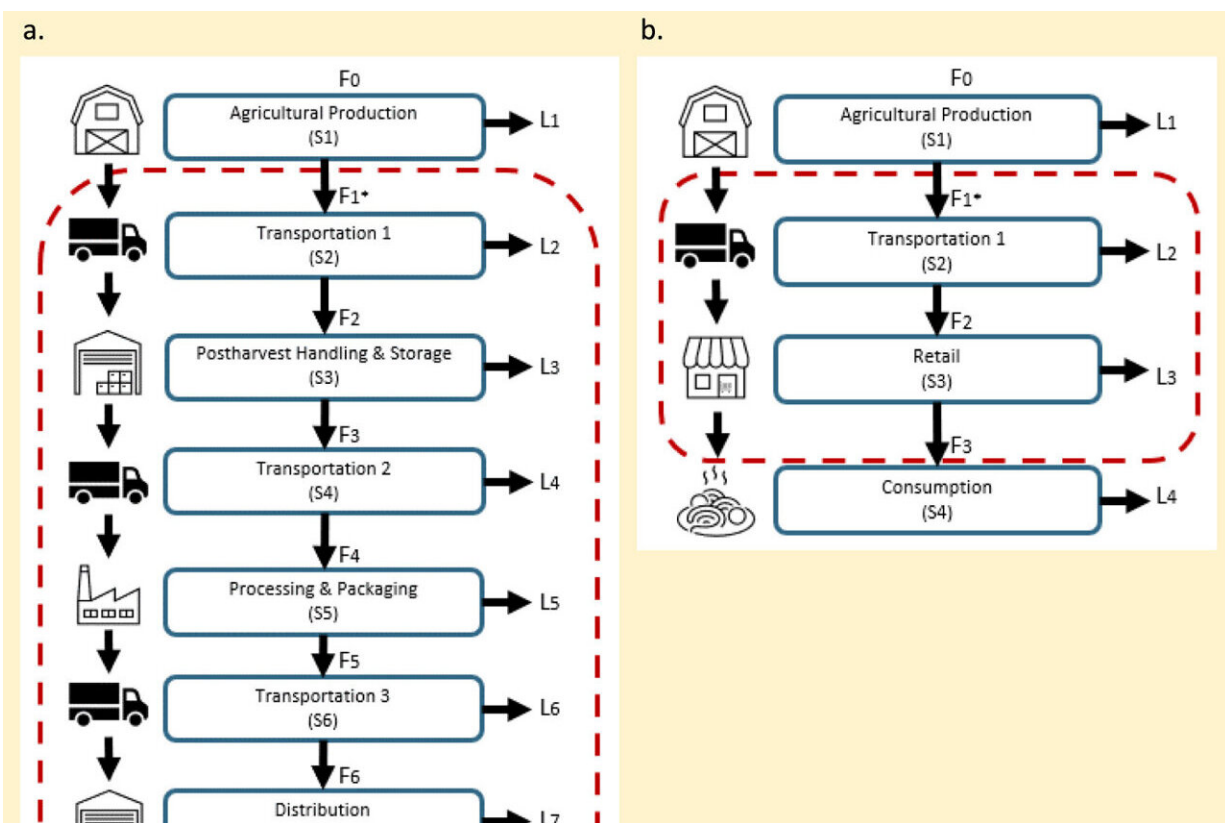 a.
F0
Agricultural Production
(S1)
L1
F1*
Transportation 1
(S2)
L2
F2
Postharvest Handling & Storage
(S3)
L3
F3
Transportation 2
(S4)
L4
F4
Processing & Packaging
(S5)
L5
F5
Transportation 3
(S6)
L6
F6
Distribution
L7
b.
F0
Agricultural Production
(S1)
L1
F1*
Transportation 1
(S2)
L2
F2
Retail
(S3)
L3
F3
Consumption
(S4)
L4